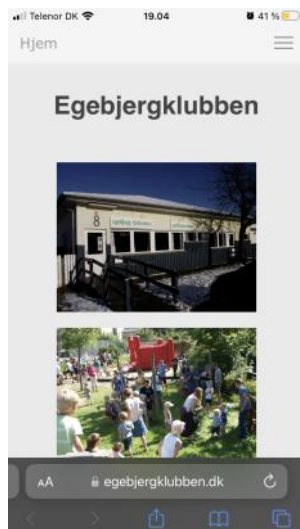 Telenor DK
19.04
41 %
Hjem
Egebjergklubben
AA
egebjergklubben.dk